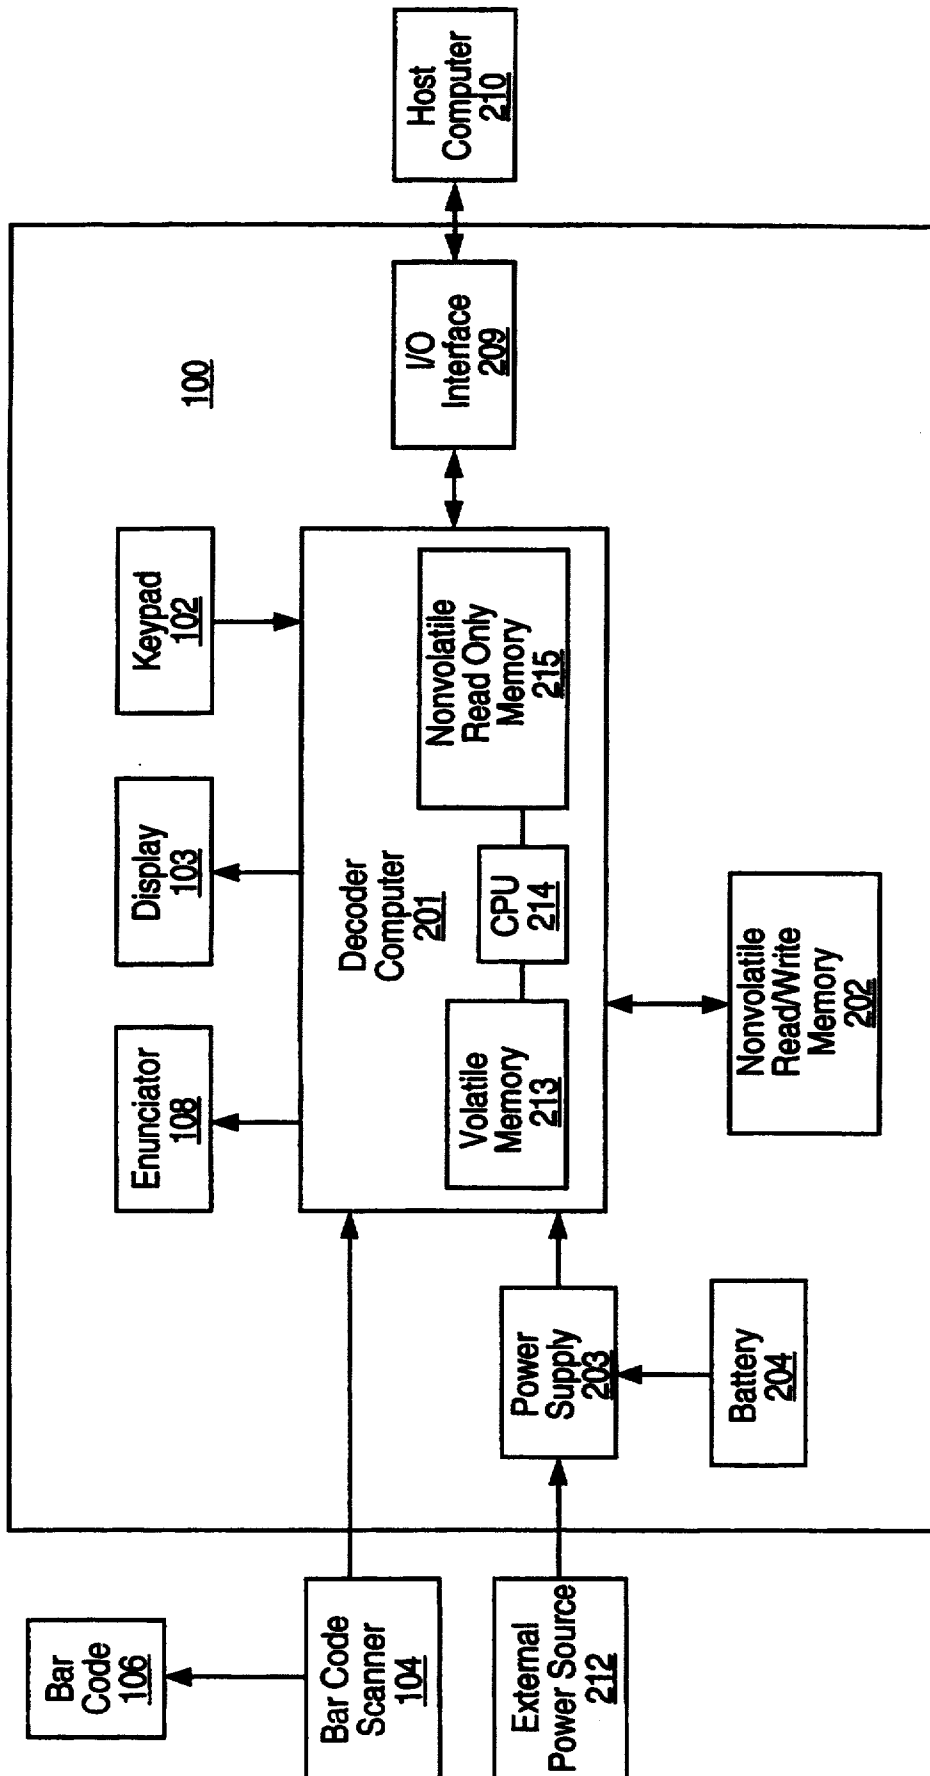 Bar
Code
106
Bar Code
Scanner
104
External
Power Source
212
Enunciator
108
Display
103
Keypad
102
100
Decoder
Computer
201
Volatile
Memory
213
CPU
214
Nonvolatile
Read Only
Memory
215
Power
Supply
203
Battery
204
Nonvolatile
Read/Write
Memory
202
I/O
Interface
209
Host
Computer
210